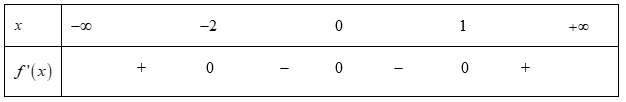 x −∞ −2 0 1 +∞
f'(x) + 0 − 0 − 0 +